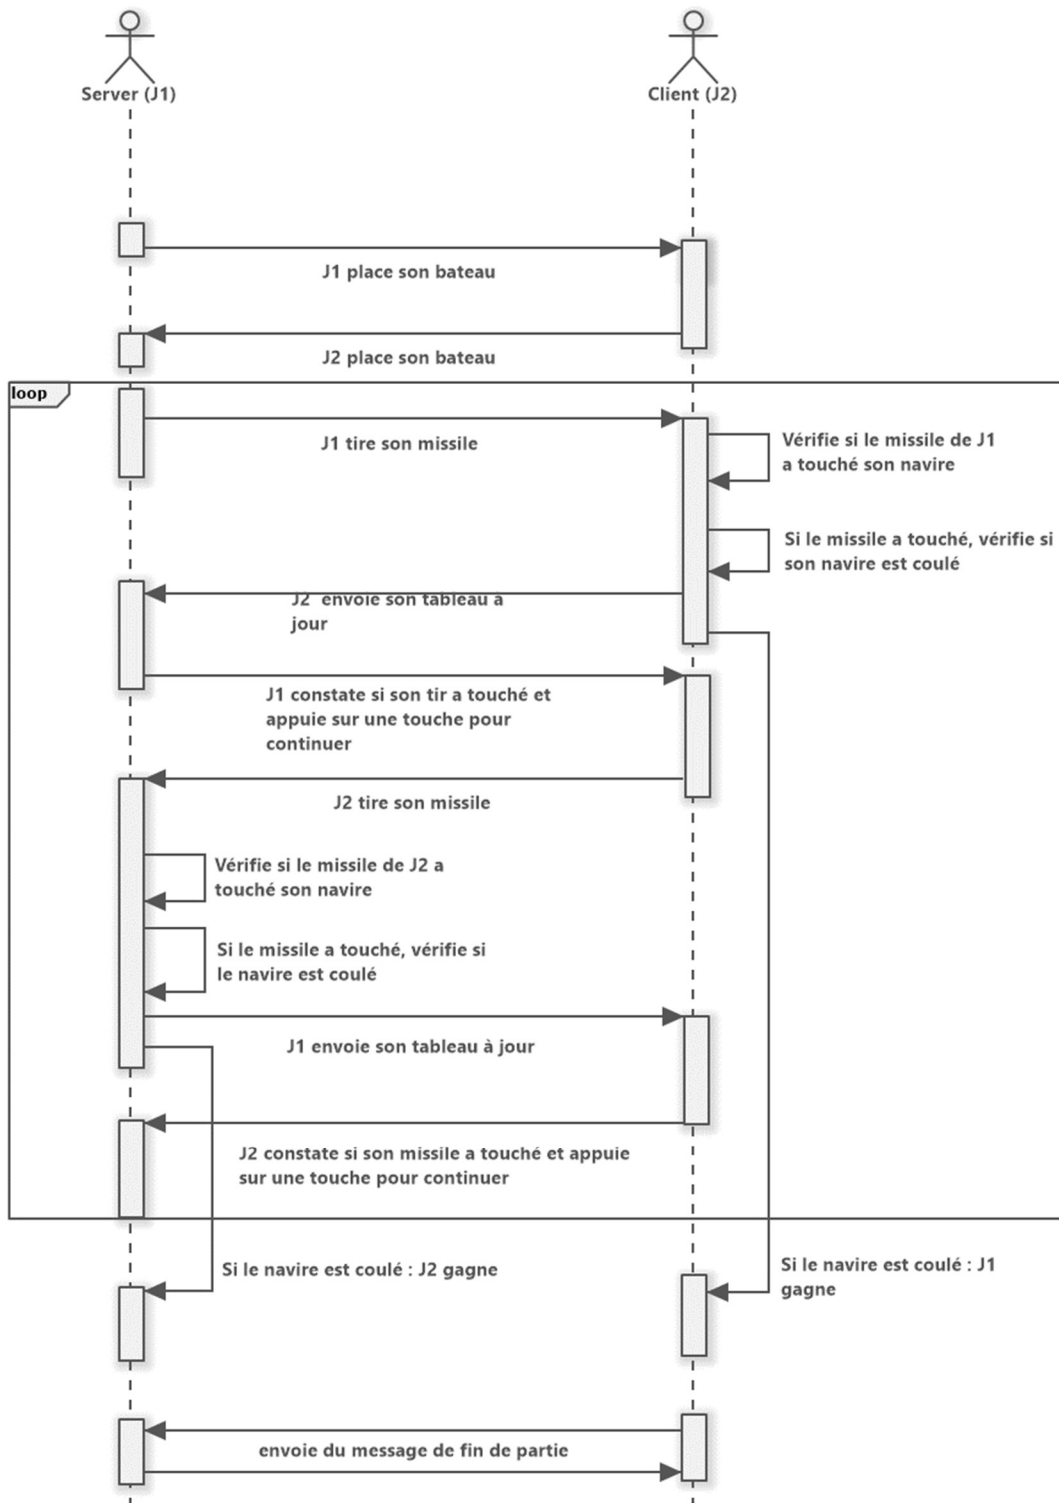 Server (J1)
Client (J2)
J1 place son bateau
J2 place son bateau
loop
J1 tire son missile
Vérifie si le missile de J1
a touché son navire
Si le missile a touché, vérifie si
son navire est coulé
J2 envoie son tableau à
jour
J1 constate si son tir a touché et
appuie sur une touche pour
continuer
J2 tire son missile
Vérifie si le missile de J2 a
touché son navire
Si le missile a touché, vérifie si
le navire est coulé
J1 envoie son tableau à jour
J2 constate si son missile a touché et appuie
sur une touche pour continuer
Si le navire est coulé : J2 gagne
Si le navire est coulé : J1
gagne
envoie du message de fin de partie